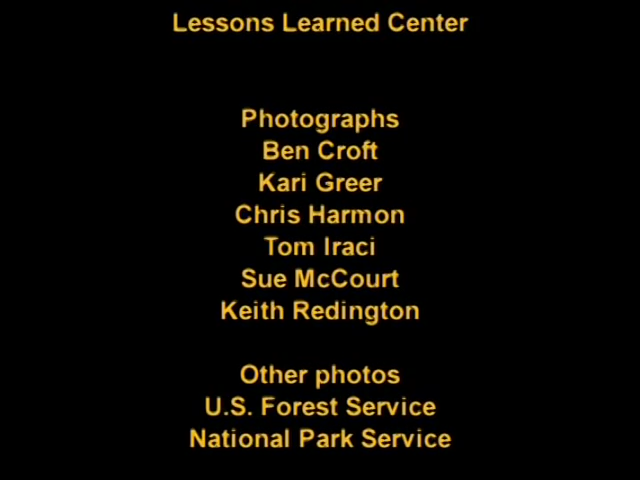 Lessons Learned Center
Photographs
Ben Croft
Kari Greer
Chris Harmon
Tom Iraci
Sue McCourt
Keith Redington
Other photos
U.S. Forest Service
National Park Service